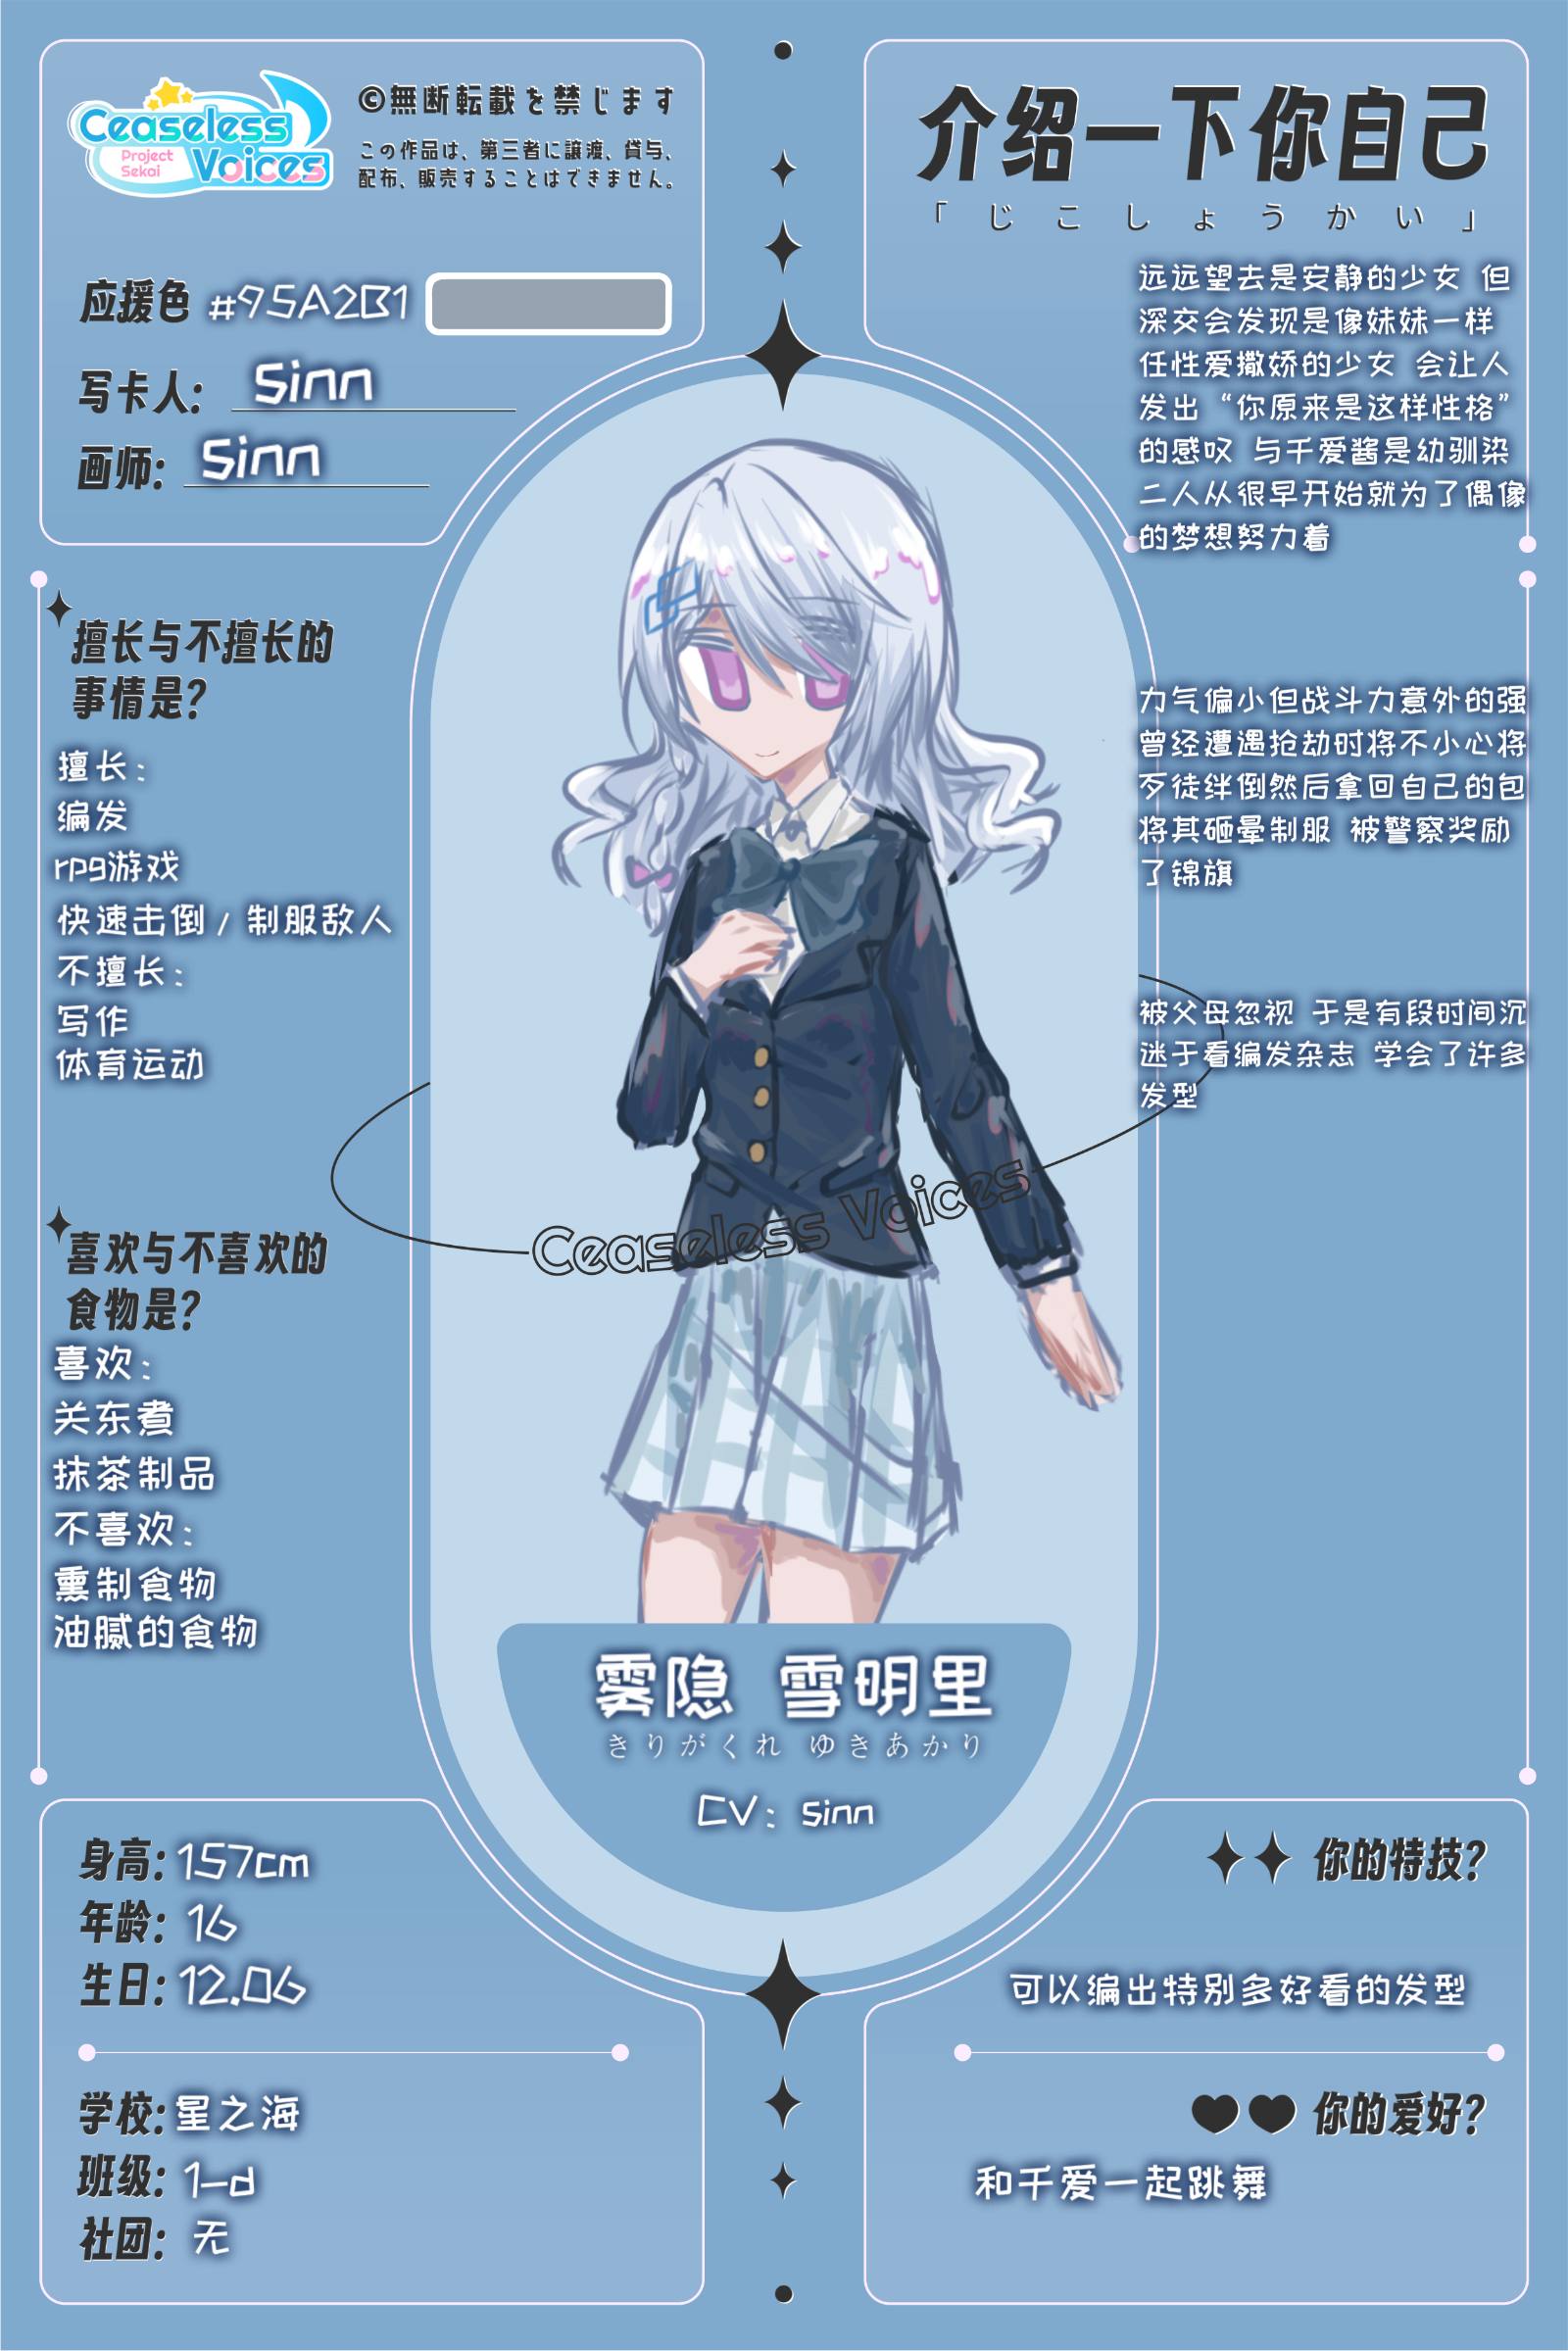 Ceaseless
Voices
Project
Sekai
©無断転載を禁じます
この作品は、第三者に譲渡、貸与、
配布、販売することはできません。
应援色 #95A2B1
写卡人: Sinn
画师: Sinn
介绍一下你自己
「じこしょうかい」
远远望去是安静的少女 但
深交会发现是像妹妹一样
任性爱撒娇的少女 会让人
发出“你原来是这样性格”
的感叹 与千爱酱是幼驯染
二人从很早开始就为了偶像
的梦想努力着
擅长与不擅长的
事情是?
擅长:
编发
rpg游戏
快速击倒 / 制服敌人
不擅长:
写作
体育运动
力气偏小但战斗力意外的强
曾经遭遇抢劫时将不小心将
歹徒绊倒然后拿回自己的包
将其砸晕制服 被警察奖励
了锦旗
被父母忽视 于是有段时间沉
迷于看编发杂志 学会了许多
发型
喜欢与不喜欢的
食物是?
喜欢:
关东煮
抹茶制品
不喜欢:
熏制食物
油腻的食物
Ceaseless Voices
雾隐 雪明里
きりがくれ ゆきあかり
CV: Sinn
身高: 157cm
年龄: 16
生日: 12.06
学校: 星之海
班级: 1-d
社团: 无
你的特技?
可以编出特别多好看的发型
你的爱好?
和千爱一起跳舞